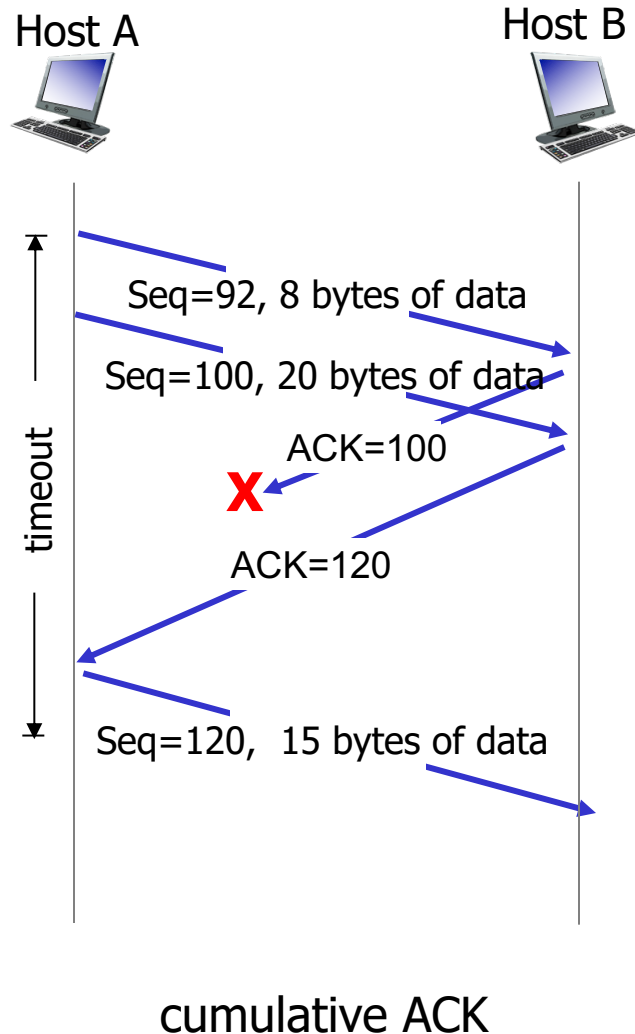 Host A
Host B
Seq=92, 8 bytes of data
Seq=100, 20 bytes of data
ACK=100
X
timeout
ACK=120
Seq=120,  15 bytes of data
cumulative ACK